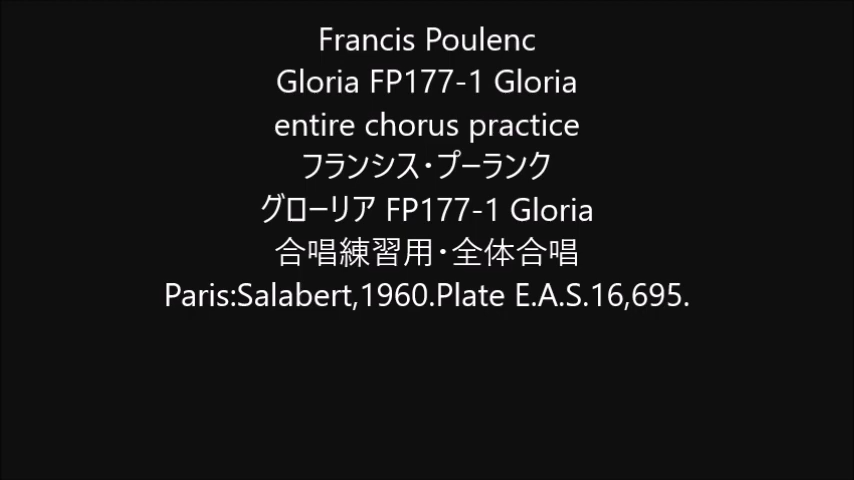 Francis Poulenc
Gloria FP177-1 Gloria
entire chorus practice
フランシス・プーランク
グローリア FP177-1 Gloria
合唱練習用・全体合唱
Paris:Salabert,1960.Plate E.A.S.16,695.